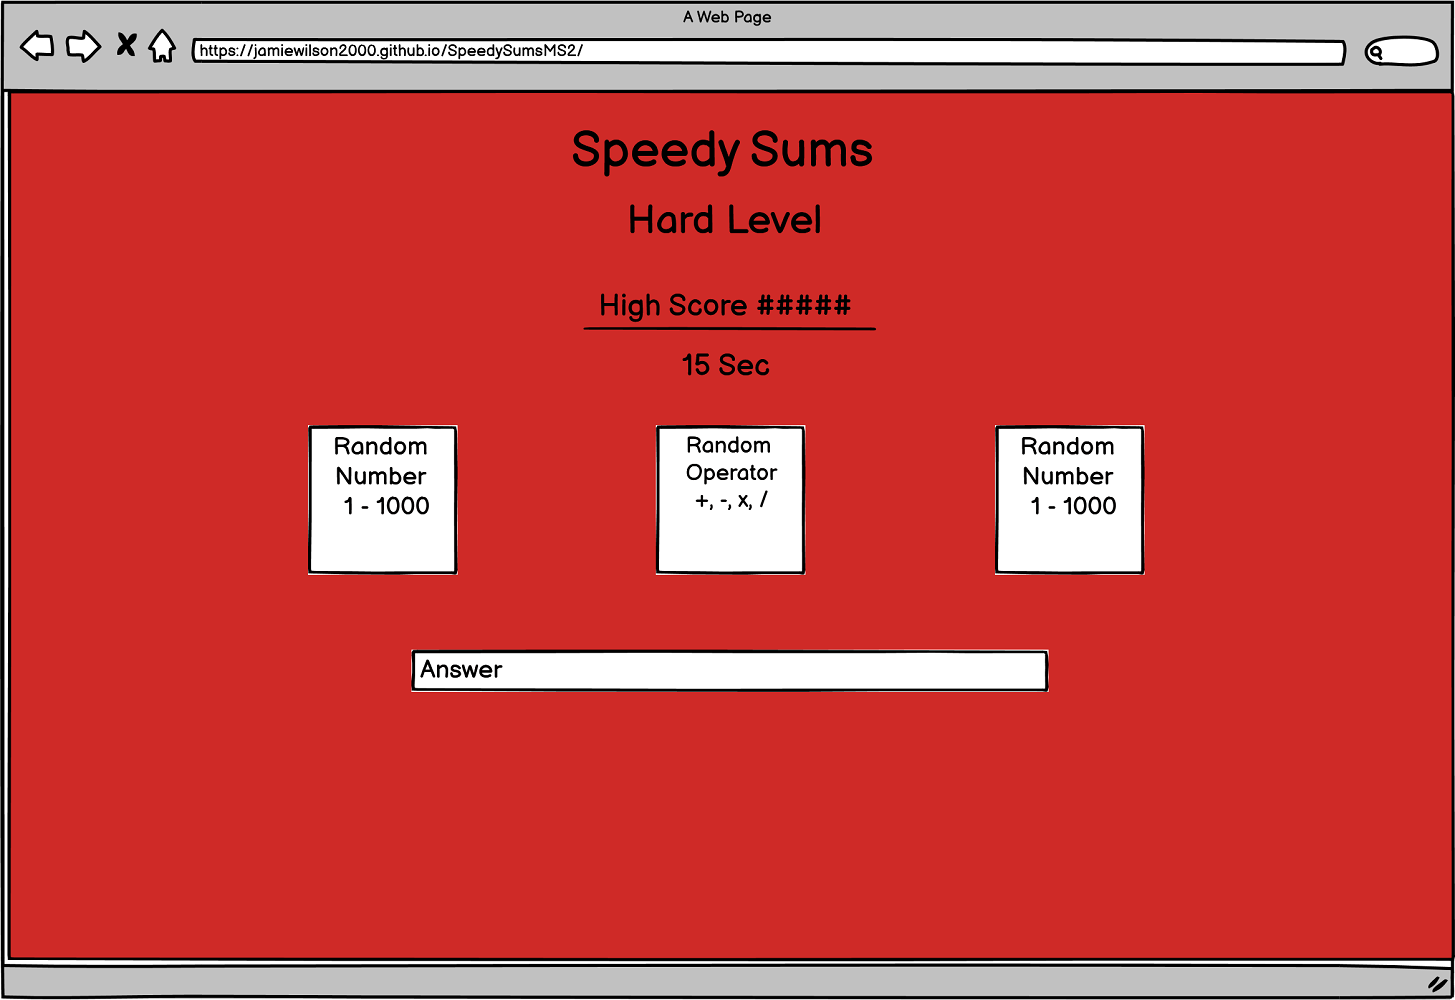 A Web Page
https://jamiewilson2000.github.io/SpeedySumsMS2/
Speedy Sums
Hard Level
High Score #####
15 Sec
Random
Number
1 - 1000
Random
Operator
+, -, x, /
Random
Number
1 - 1000
Answer